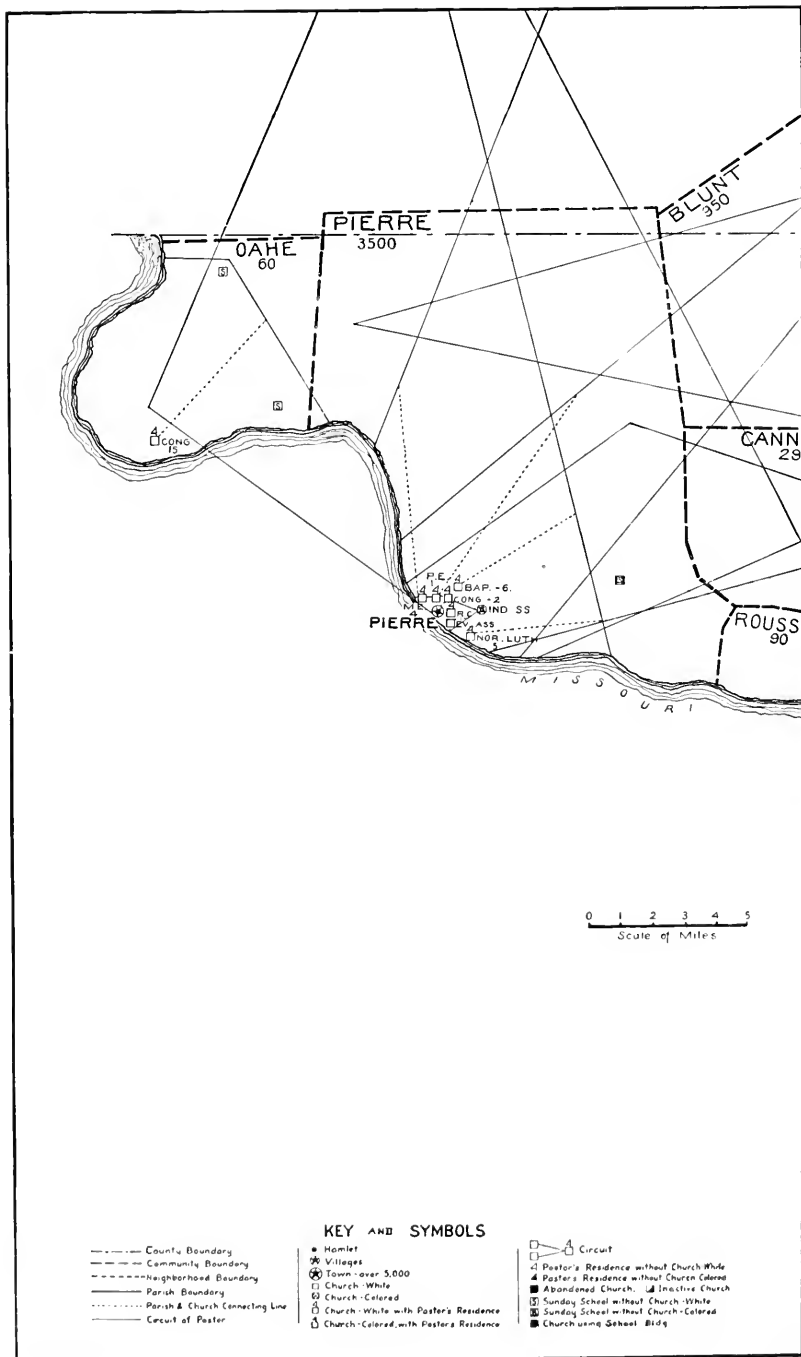 BLUNT
950
PIERRE
3500
OAHE
60
S
S
4
CONG
15
CANN
29
P.E.
1
4
4
4
4
BAP. - 6.
CONG - 2
M.E.
4
R.C.
IND SS
4
EV. ASS
PIERRE
4
NOR. LUTH
5
S
ROUSS
90
MISSOURI
0 1 2 3 4 5
Scale of Miles
KEY AND SYMBOLS
County Boundary
Community Boundary
Neighborhood Boundary
Parish Boundary
Parish & Church Connecting Line
Circuit of Pastor
Hamlet
Villages
Town - over 5,000
Church - White
Church - Colored
Church - White with Pastor's Residence
Church - Colored, with Pastor's Residence
Circuit
Pastor's Residence without Church White
Pastors Residence without Church Colored
Abandoned Church. Inactive Church
S Sunday School without Church - White
S Sunday School without Church - Colored
Church using School Bldg